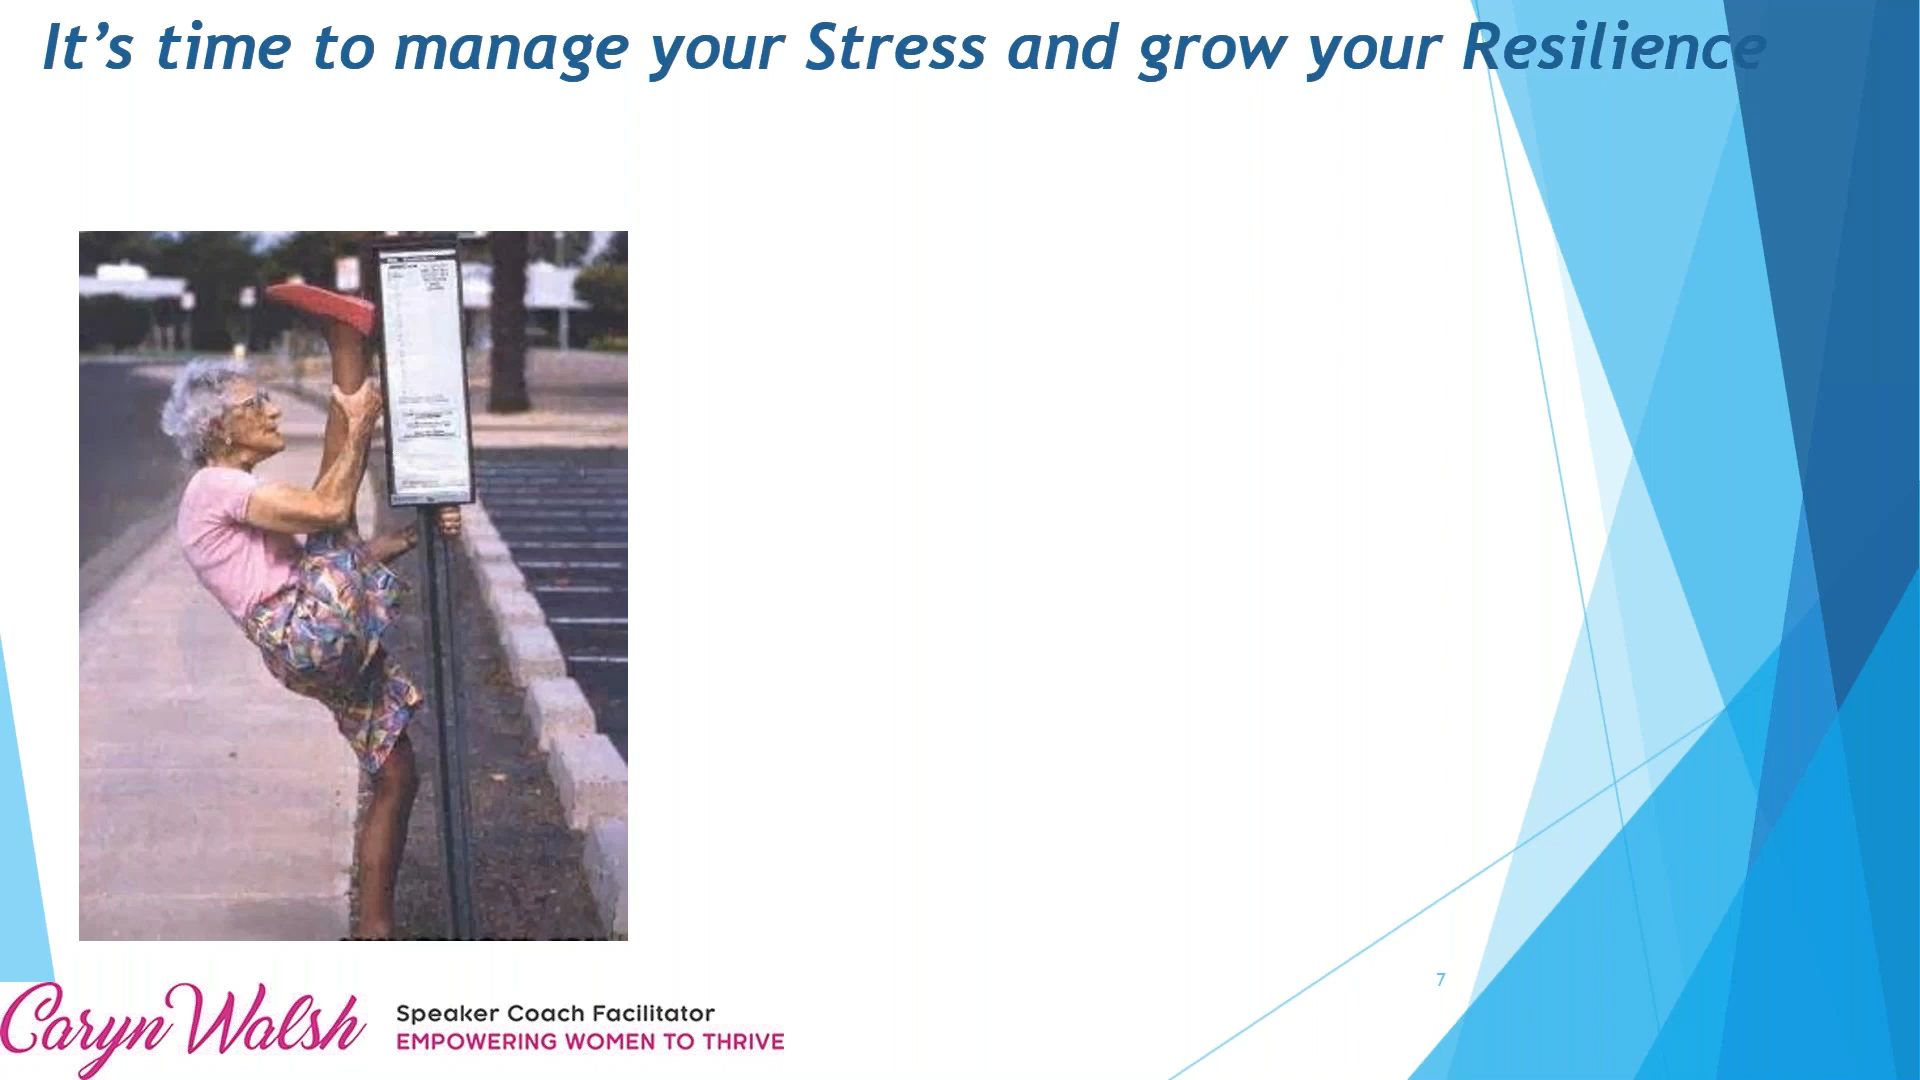 It’s time to manage your Stress and grow your Resilience
7
Caryn Walsh
Speaker Coach Facilitator
EMPOWERING WOMEN TO THRIVE